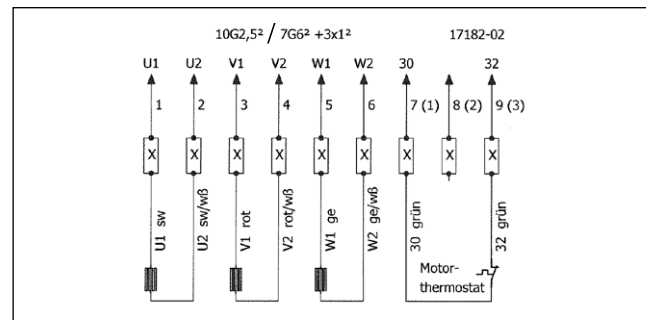 10G2,5² / 7G6² +3x1² 17182-02
U1 U2 V1 V2 W1 W2 30 32
1 2 3 4 5 6 7 (1) 8 (2) 9 (3)
X X X X X X X X X
U1 sw
U2 sw/wß
V1 rot
V2 rot/wß
W1 ge
W2 ge/wß
30 grün
32 grün
Motor-
thermostat